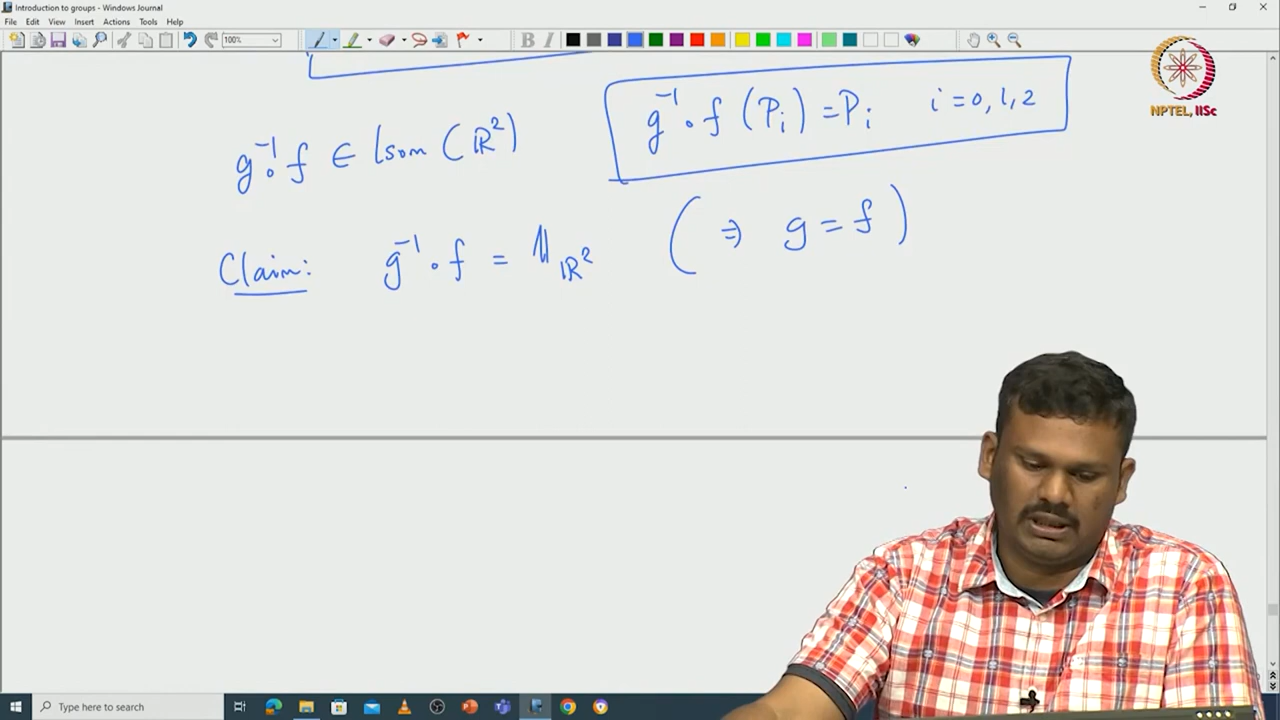 Introduction to groups - Windows Journal
File Edit View Insert Actions Tools Help
100%
B I
NPTEL, IISc
g⁻¹∘f (Pᵢ) = Pᵢ i = 0, 1, 2
g⁻¹∘f ∈ Isom (ℝ²)
Claim: g⁻¹∘f = 𝟙_ℝ² ( ⇒ g = f )
Type here to search